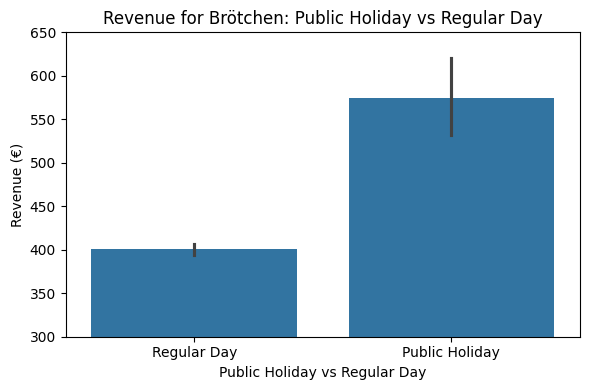 Revenue for Brötchen: Public Holiday vs Regular Day
Revenue (€)
650
600
550
500
450
400
350
300
Regular Day
Public Holiday
Public Holiday vs Regular Day